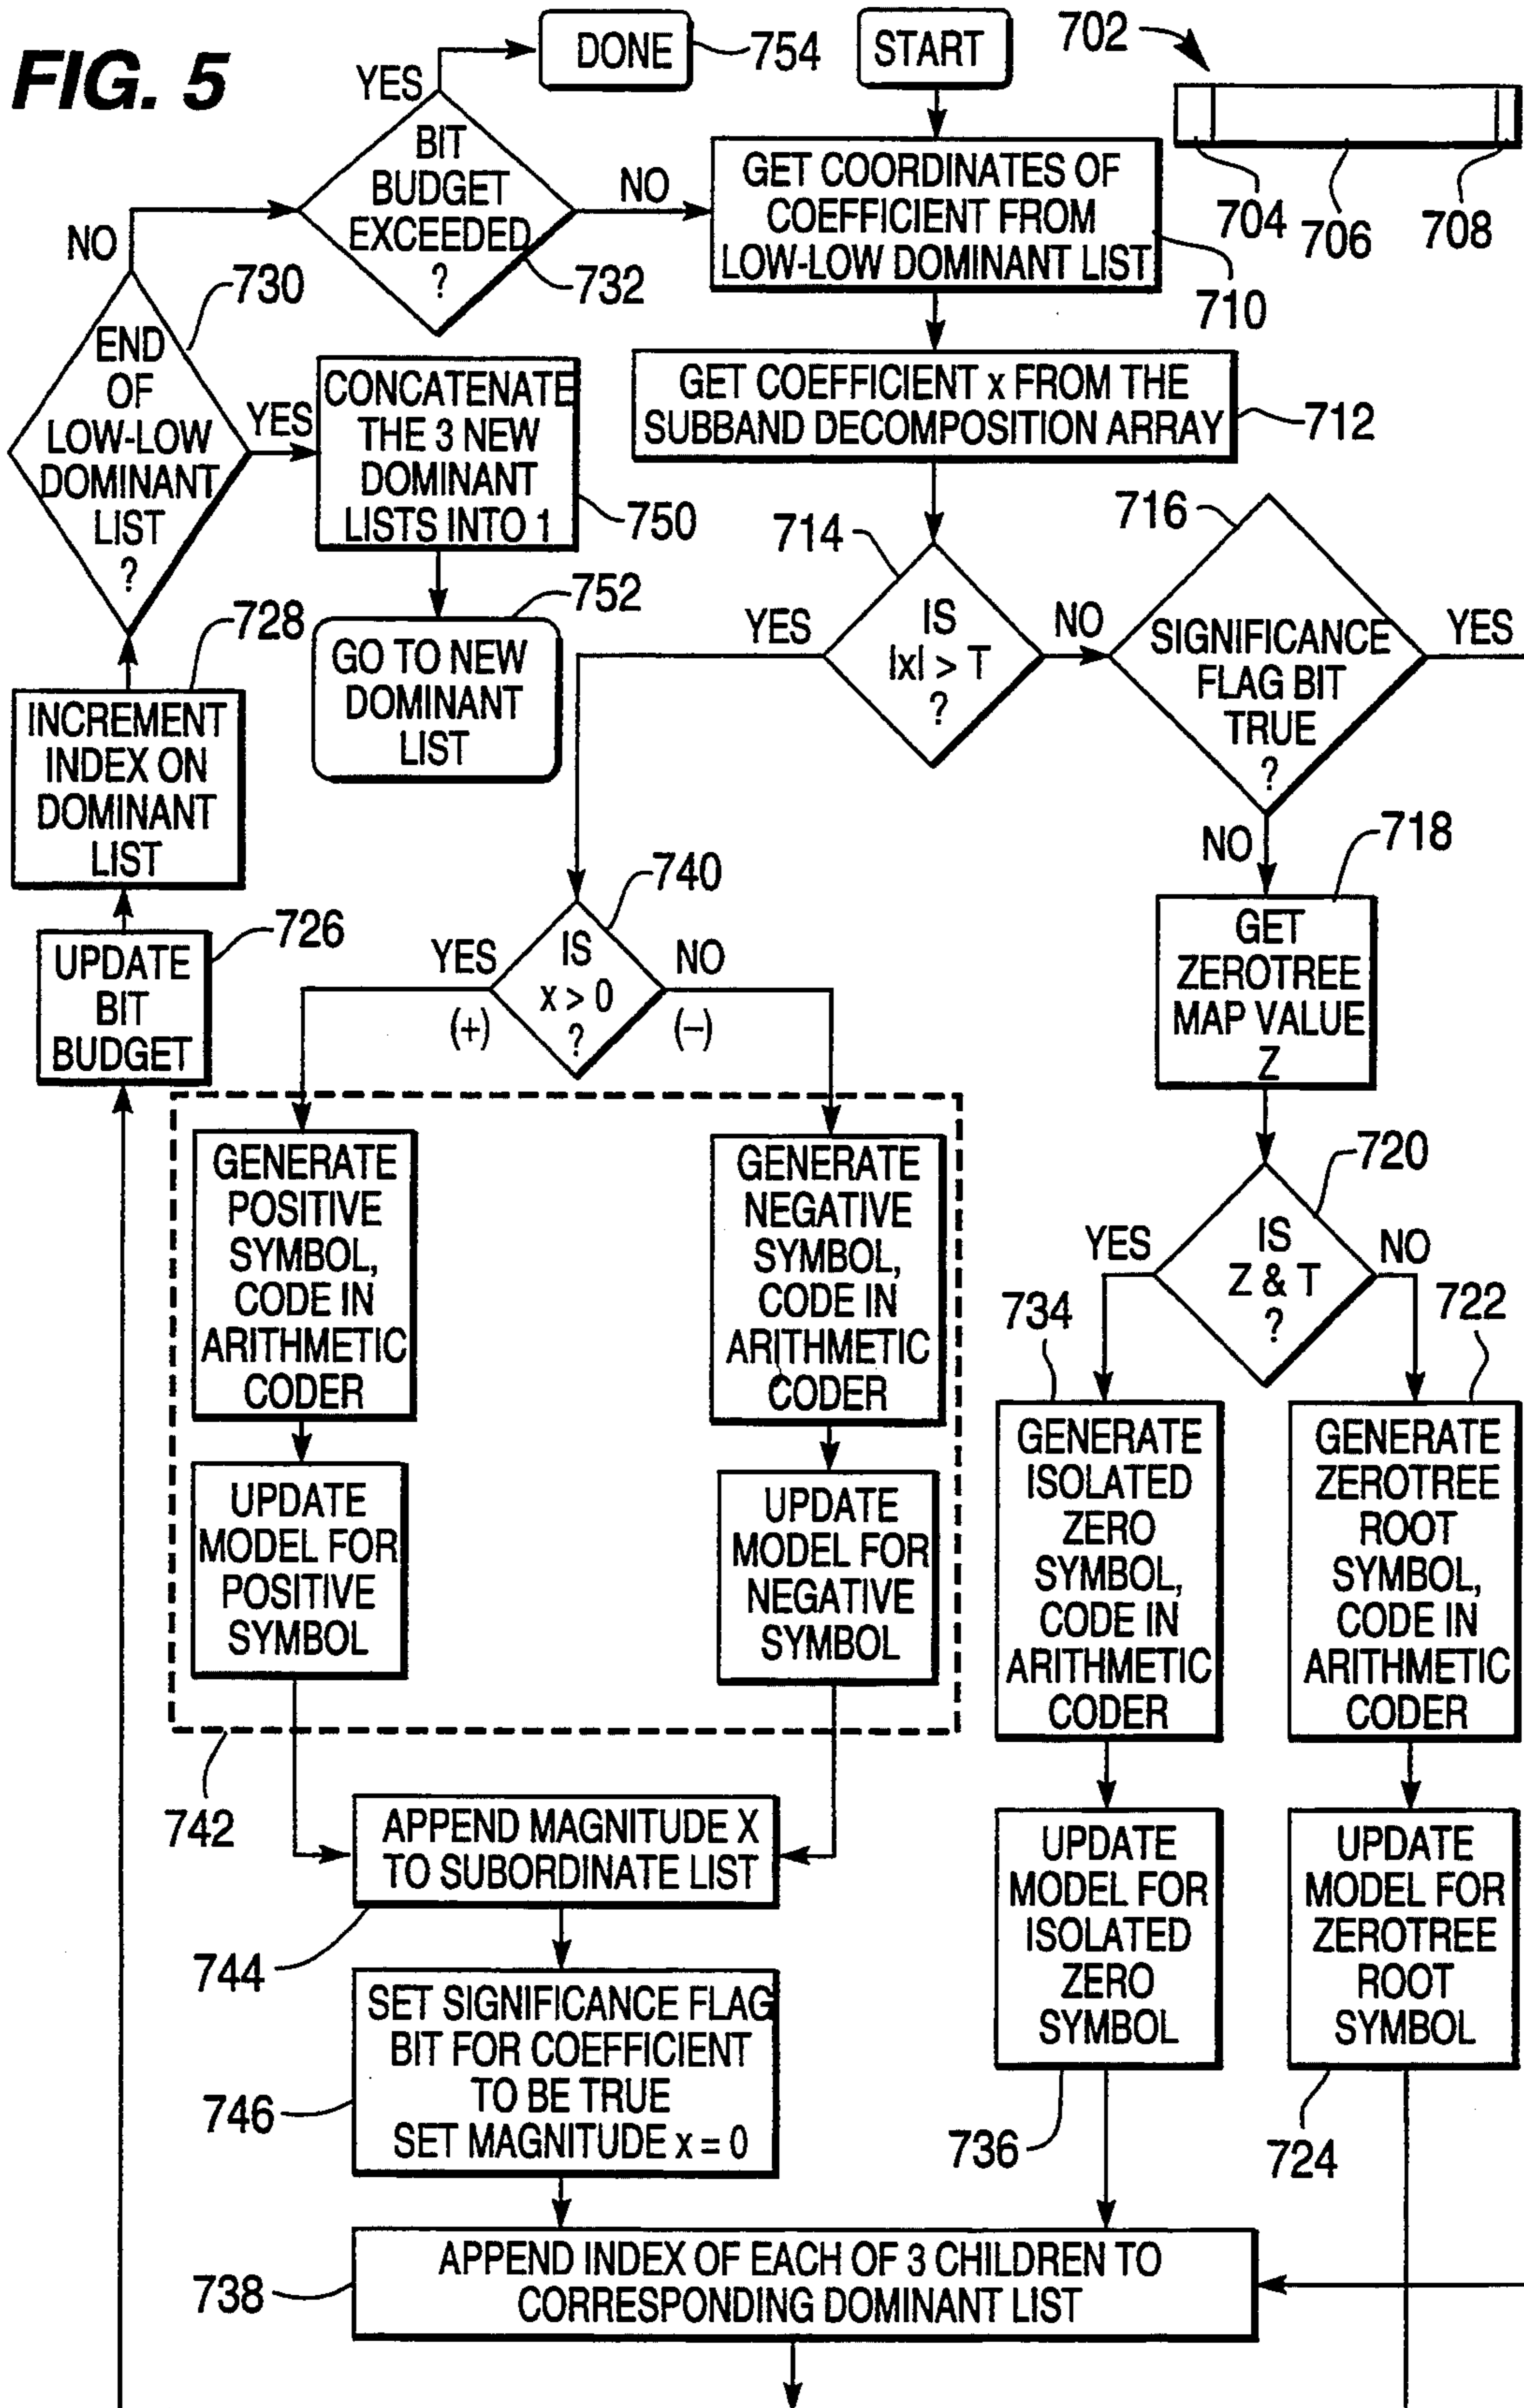 FIG. 5
DONE
754
START
702
704
706
708
YES
BIT
BUDGET
EXCEEDED
?
732
NO
GET COORDINATES OF
COEFFICIENT FROM
LOW-LOW DOMINANT LIST
710
NO
730
END
OF
LOW-LOW
DOMINANT
LIST
?
YES
CONCATENATE
THE 3 NEW
DOMINANT
LISTS INTO 1
750
752
GO TO NEW
DOMINANT
LIST
GET COEFFICIENT x FROM THE
SUBBAND DECOMPOSITION ARRAY
712
714
IS
|x| > T
?
YES
NO
716
SIGNIFICANCE
FLAG BIT
TRUE
?
YES
NO
728
INCREMENT
INDEX ON
DOMINANT
LIST
726
UPDATE
BIT
BUDGET
740
IS
x > 0
?
YES
(+)
NO
(–)
718
GET
ZEROTREE
MAP VALUE
Z
720
IS
Z & T
?
YES
NO
734
722
GENERATE
POSITIVE
SYMBOL,
CODE IN
ARITHMETIC
CODER
GENERATE
NEGATIVE
SYMBOL,
CODE IN
ARITHMETIC
CODER
GENERATE
ISOLATED
ZERO
SYMBOL,
CODE IN
ARITHMETIC
CODER
GENERATE
ZEROTREE
ROOT
SYMBOL,
CODE IN
ARITHMETIC
CODER
UPDATE
MODEL FOR
POSITIVE
SYMBOL
UPDATE
MODEL FOR
NEGATIVE
SYMBOL
742
UPDATE
MODEL FOR
ISOLATED
ZERO
SYMBOL
736
UPDATE
MODEL FOR
ZEROTREE
ROOT
SYMBOL
724
APPEND MAGNITUDE X
TO SUBORDINATE LIST
744
SET SIGNIFICANCE FLAG
BIT FOR COEFFICIENT
TO BE TRUE
SET MAGNITUDE x = 0
746
APPEND INDEX OF EACH OF 3 CHILDREN TO
CORRESPONDING DOMINANT LIST
738